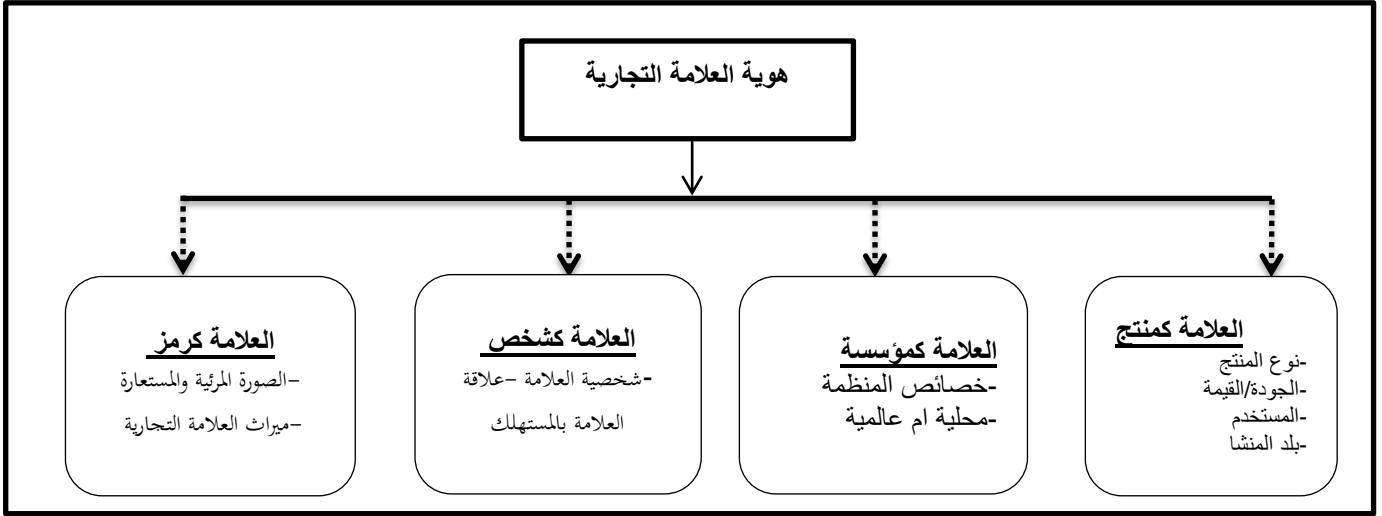 هوية العلامة التجارية
العلامة كمنتج
-نوع المنتج
-الجودة/القيمة
-المستخدم
-بلد المنشا
العلامة كمؤسسة
-خصائص المنظمة
-محلية ام عالمية
العلامة كشخص
-شخصية العلامة –علاقة
العلامة بالمستهلك
العلامة كرمز
–الصورة المرئية والمستعارة
–ميراث العلامة التجارية